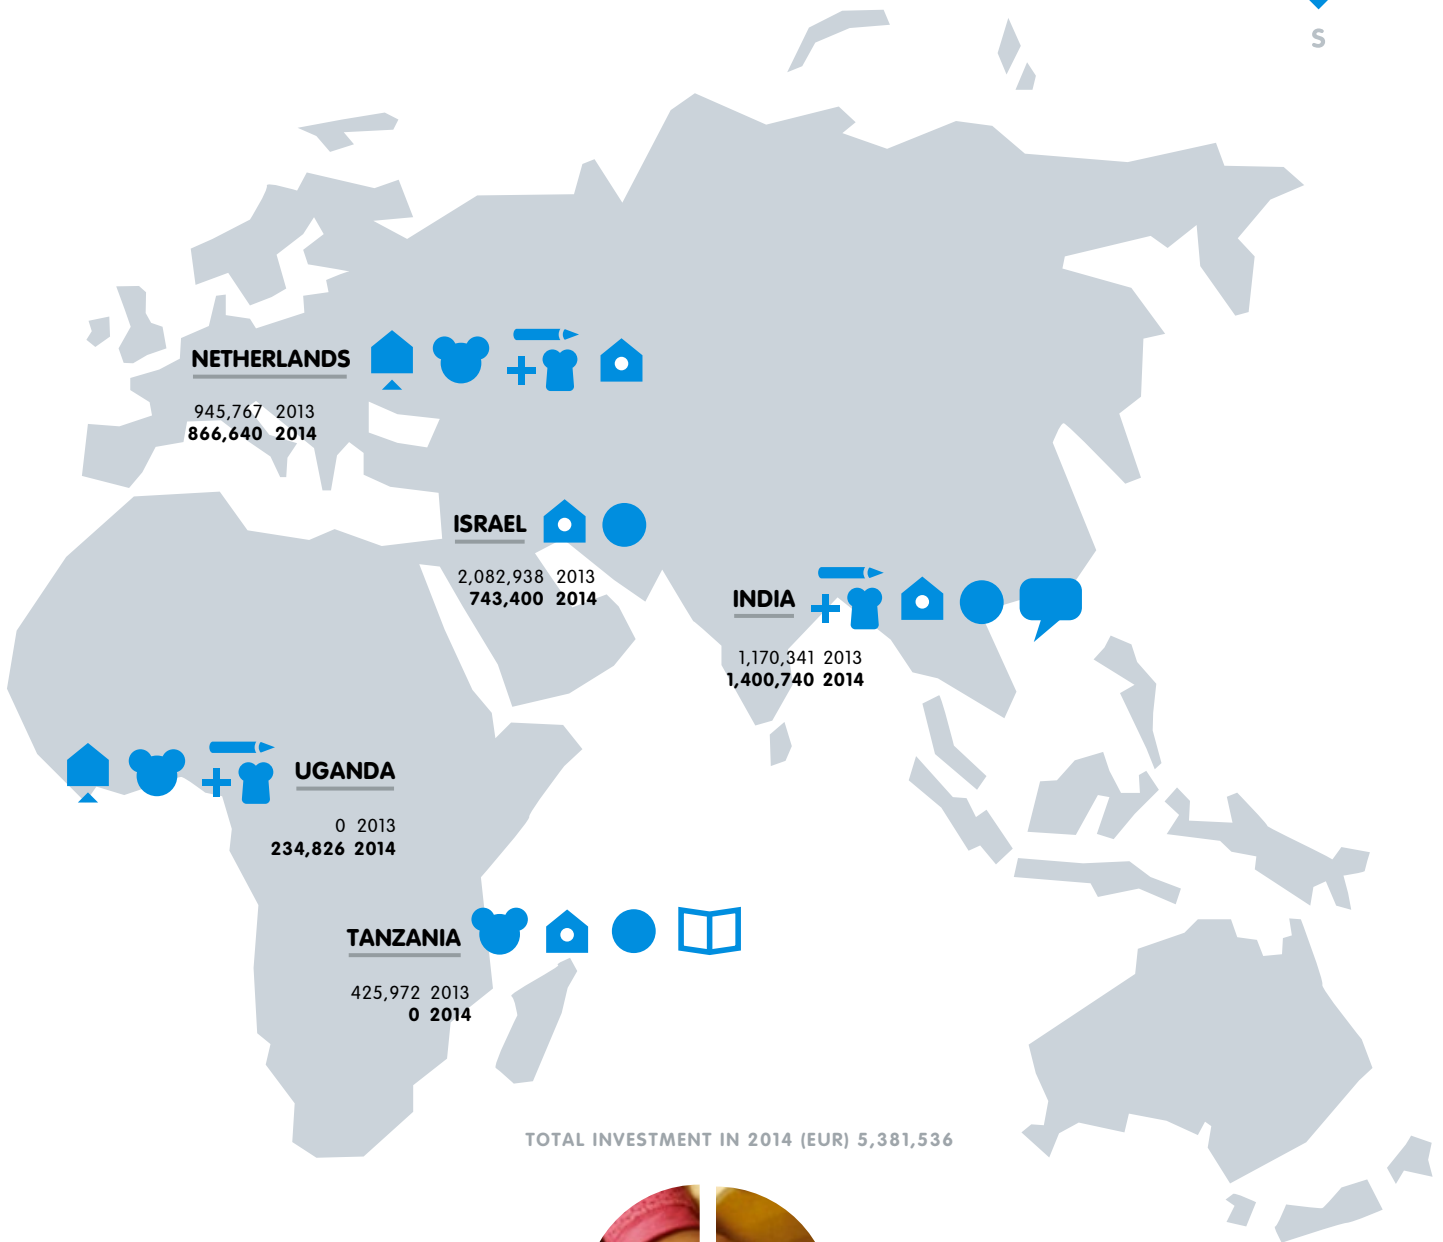 S
NETHERLANDS
945,767 2013
866,640 2014
ISRAEL
2,082,938 2013
743,400 2014
INDIA
1,170,341 2013
1,400,740 2014
UGANDA
0 2013
234,826 2014
TANZANIA
425,972 2013
0 2014
TOTAL INVESTMENT IN 2014 (EUR) 5,381,536